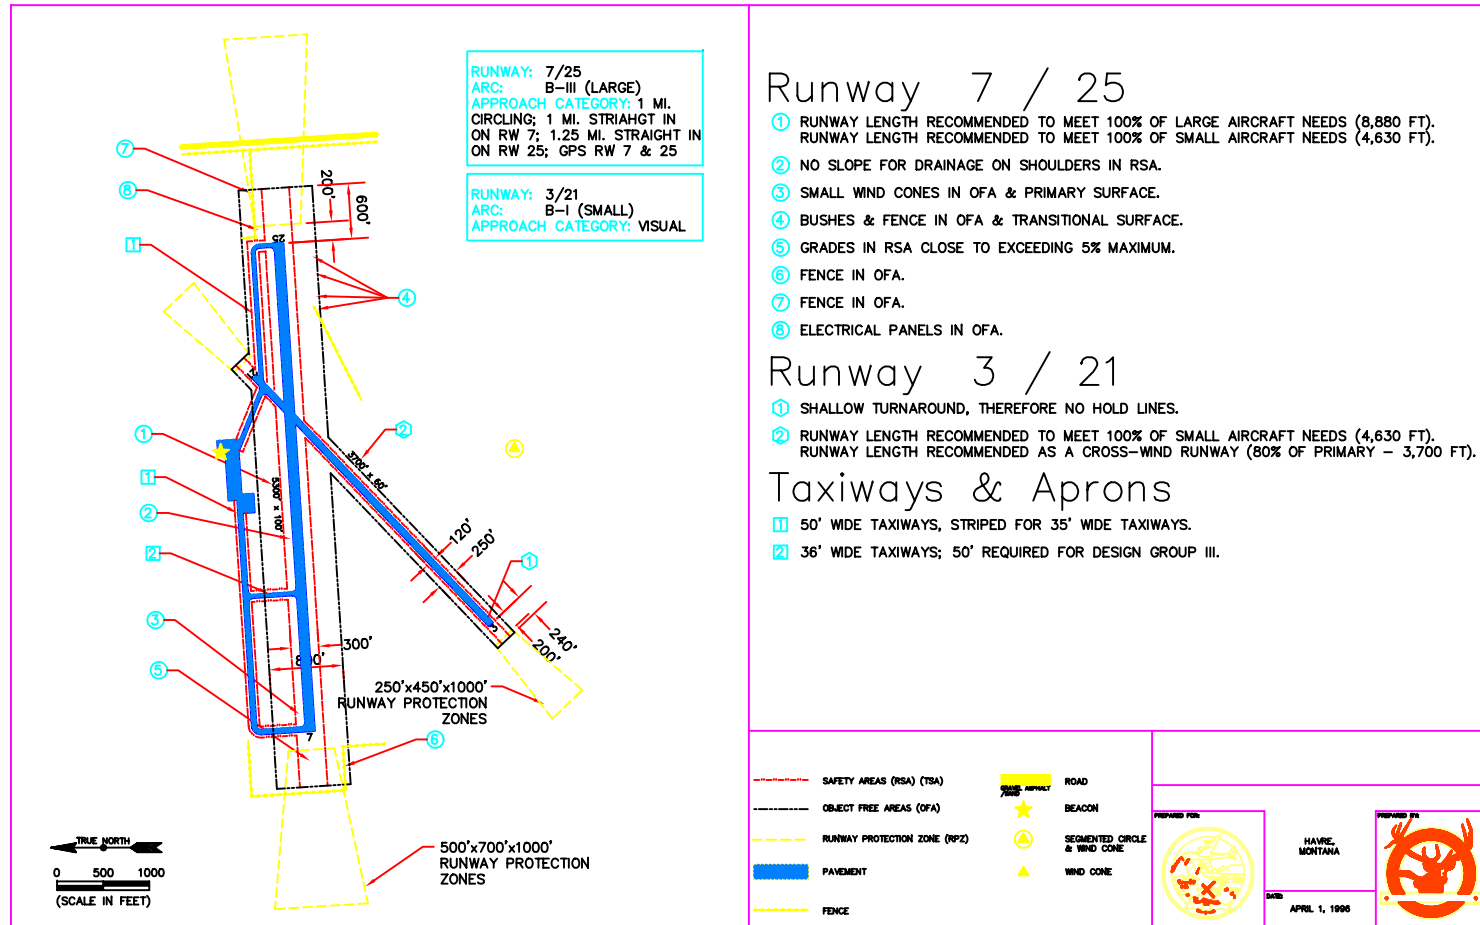 RUNWAY: 7/25
ARC: B-III (LARGE)
APPROACH CATEGORY: 1 MI.
CIRCLING; 1 MI. STRIAHGT IN
ON RW 7; 1.25 MI. STRAIGHT IN
ON RW 25; GPS RW 7 & 25
RUNWAY: 3/21
ARC: B-I (SMALL)
APPROACH CATEGORY: VISUAL
7
8
1
200'
600'
25
4
21
1
2
1
3700' x 60'
5300' x 100'
2
2
120'
250'
1
3
3
240'
200'
300'
800'
5
250'x450'x1000'
RUNWAY PROTECTION
ZONES
7
6
500'x700'x1000'
RUNWAY PROTECTION
ZONES
TRUE NORTH
0 500 1000
(SCALE IN FEET)
Runway 7 / 25
1 RUNWAY LENGTH RECOMMENDED TO MEET 100% OF LARGE AIRCRAFT NEEDS (8,880 FT).
RUNWAY LENGTH RECOMMENDED TO MEET 100% OF SMALL AIRCRAFT NEEDS (4,630 FT).
2 NO SLOPE FOR DRAINAGE ON SHOULDERS IN RSA.
3 SMALL WIND CONES IN OFA & PRIMARY SURFACE.
4 BUSHES & FENCE IN OFA & TRANSITIONAL SURFACE.
5 GRADES IN RSA CLOSE TO EXCEEDING 5% MAXIMUM.
6 FENCE IN OFA.
7 FENCE IN OFA.
8 ELECTRICAL PANELS IN OFA.
Runway 3 / 21
1 SHALLOW TURNAROUND, THEREFORE NO HOLD LINES.
2 RUNWAY LENGTH RECOMMENDED TO MEET 100% OF SMALL AIRCRAFT NEEDS (4,630 FT).
RUNWAY LENGTH RECOMMENDED AS A CROSS-WIND RUNWAY (80% OF PRIMARY - 3,700 FT).
Taxiways & Aprons
1 50' WIDE TAXIWAYS, STRIPED FOR 35' WIDE TAXIWAYS.
2 36' WIDE TAXIWAYS; 50' REQUIRED FOR DESIGN GROUP III.
SAFETY AREAS (RSA) (TSA)
OBJECT FREE AREAS (OFA)
RUNWAY PROTECTION ZONE (RPZ)
PAVEMENT
FENCE
GRAVEL ASPHALT
/SAND
ROAD
BEACON
SEGMENTED CIRCLE
& WIND CONE
WIND CONE
PREPARED FOR:
HAVRE,
MONTANA
DATE:
APRIL 1, 1996
PREPARED BY: